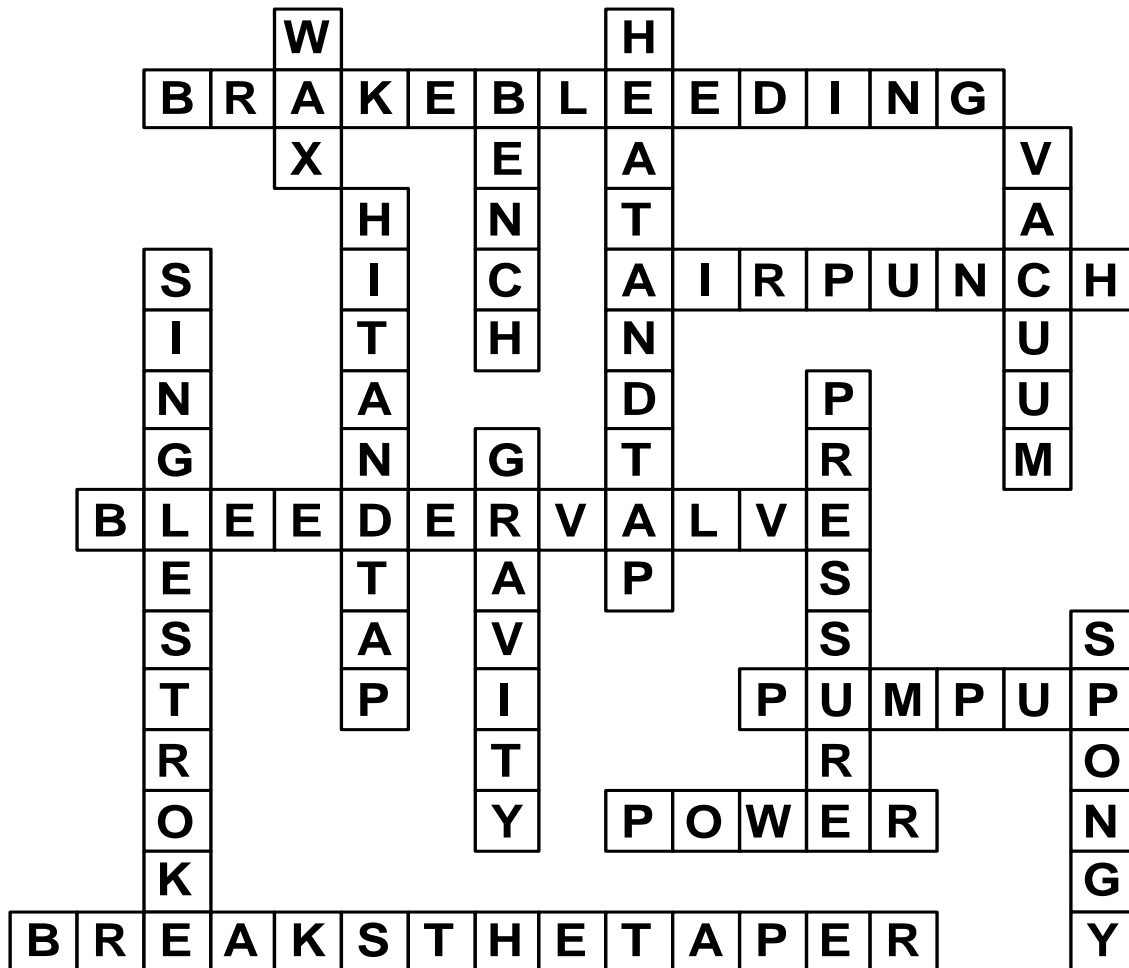 WAX
HEATANDTAP
BRAKEBLEEDING
BENCH
VACUUM
HITANDTAP
SINGLESTROKE
AIRPUNCH
PRESSURE
GRAVITY
BLEEDERVALVE
SPONGY
PUMPUP
POWER
BREAKSTHETAPER